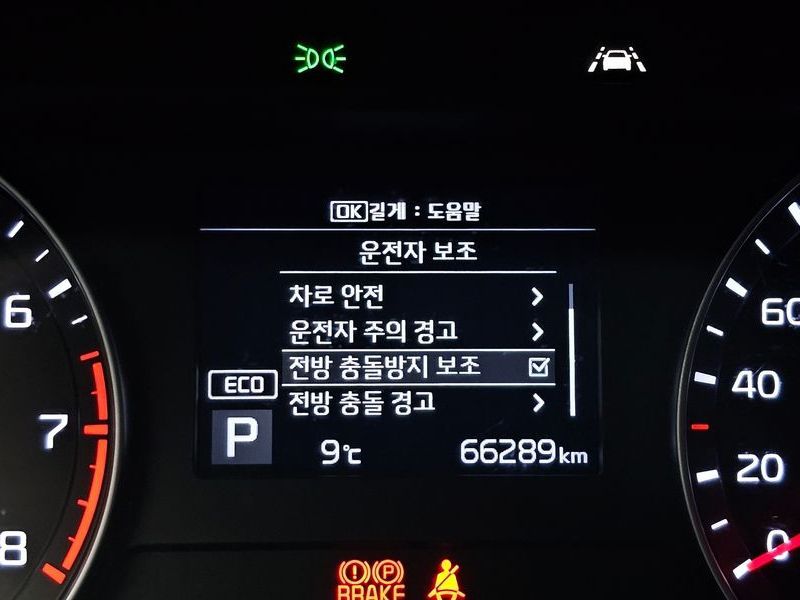 OK길게 : 도움말
운전자 보조
차로 안전
운전자 주의 경고
전방 충돌방지 보조
전방 충돌 경고
ECO
P
9℃ 66289km
6
7
8
60
40
20
0
(!) (P)
BRAKE